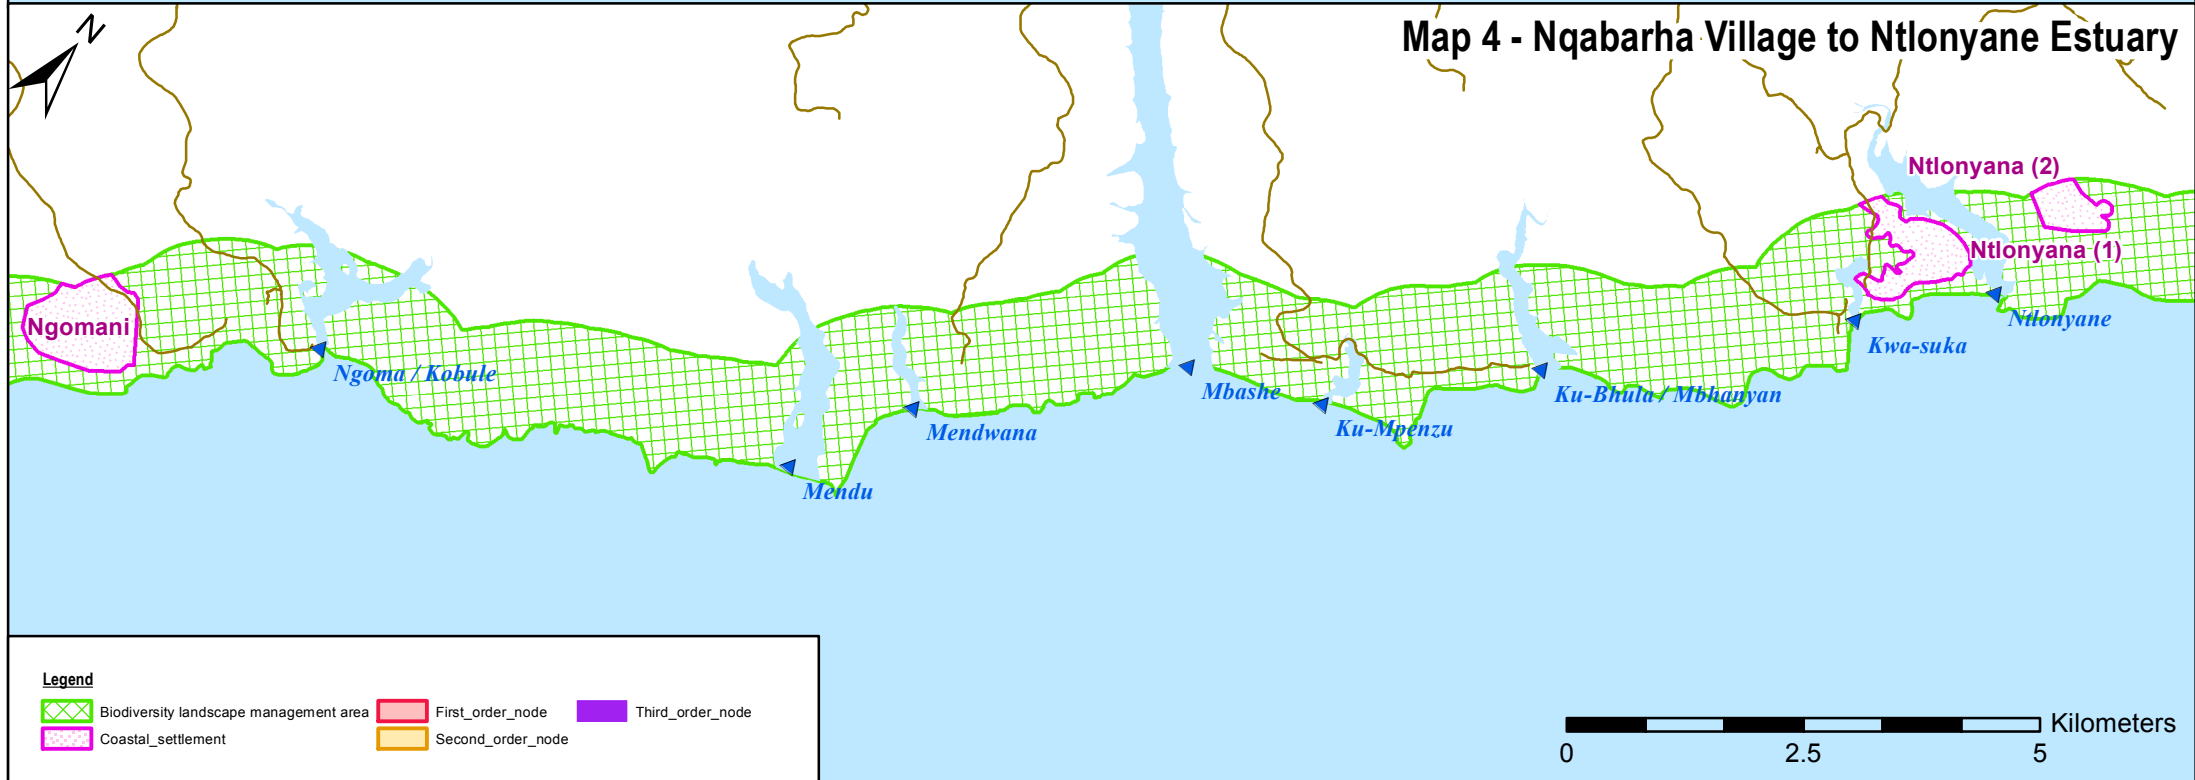 N
Map 4 - Nqabarha Village to Ntlonyane Estuary
Ntlonyana (2)
Ntlonyana (1)
Ngomani
Ngoma / Kobule
Mendu
Mendwana
Mbashe
Ku-Mpenzu
Ku-Bhula / Mbhanyan
Kwa-suka
Ntlonyane
Legend
Biodiversity landscape management area
Coastal_settlement
First_order_node
Second_order_node
Third_order_node
Kilometers
0 2.5 5